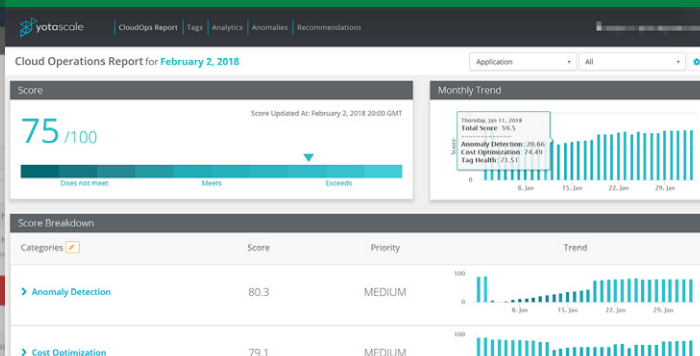 yotascale
CloudOps Report
Tags
Analytics
Anomalies
Recommendations
Cloud Operations Report for February 2, 2018
Application
All
Score
Score Updated At: February 2, 2018 20:00 GMT
75 /100
Does not meet
Meets
Exceeds
Monthly Trend
Thursday, Jan 11, 2018
Total Score: 59.5
Anomaly Detection: 20.66
Cost Optimization: 24.49
Tag Health: 23.51
Score
0
8. Jan
15. Jan
22. Jan
29. Jan
Score Breakdown
Categories
Score
Priority
Trend
Anomaly Detection
80.3
MEDIUM
100
0
8. Jan
15. Jan
22. Jan
29. Jan
Cost Optimization
79.1
MEDIUM
100